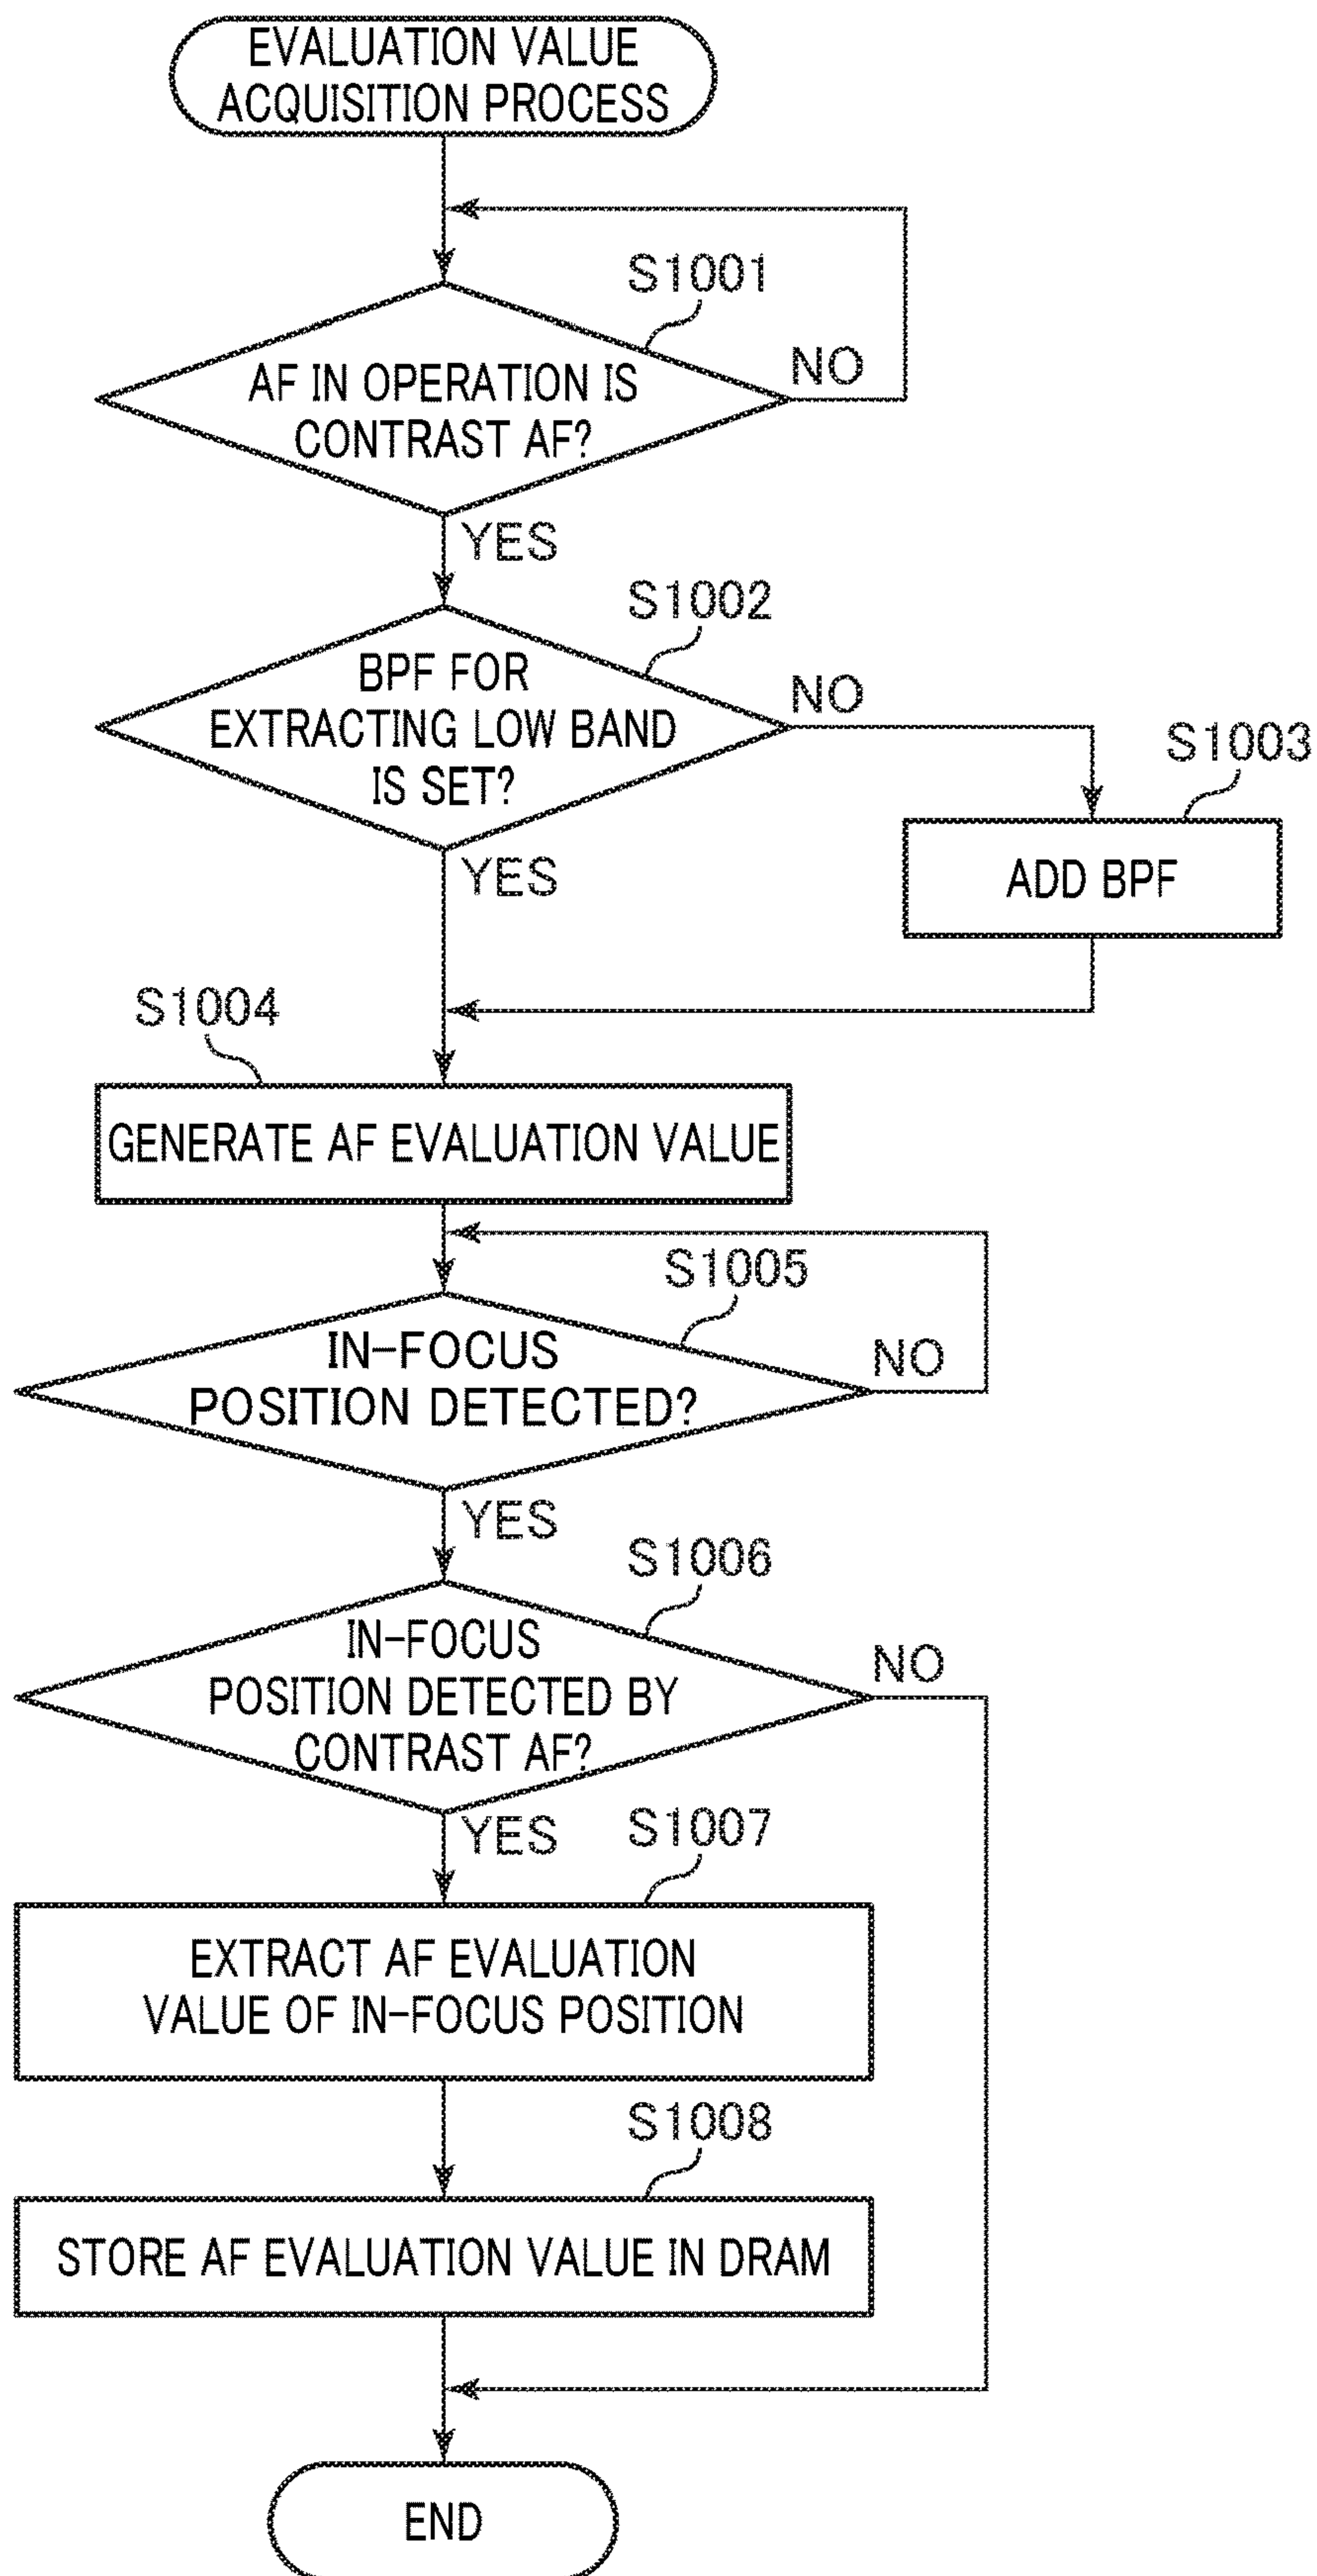 EVALUATION VALUE
ACQUISITION PROCESS
S1001
AF IN OPERATION IS
CONTRAST AF?
NO
YES
S1002
BPF FOR
EXTRACTING LOW BAND
IS SET?
NO
YES
S1003
ADD BPF
S1004
GENERATE AF EVALUATION VALUE
S1005
IN-FOCUS
POSITION DETECTED?
NO
YES
S1006
IN-FOCUS
POSITION DETECTED BY
CONTRAST AF?
NO
YES
S1007
EXTRACT AF EVALUATION
VALUE OF IN-FOCUS POSITION
S1008
STORE AF EVALUATION VALUE IN DRAM
END